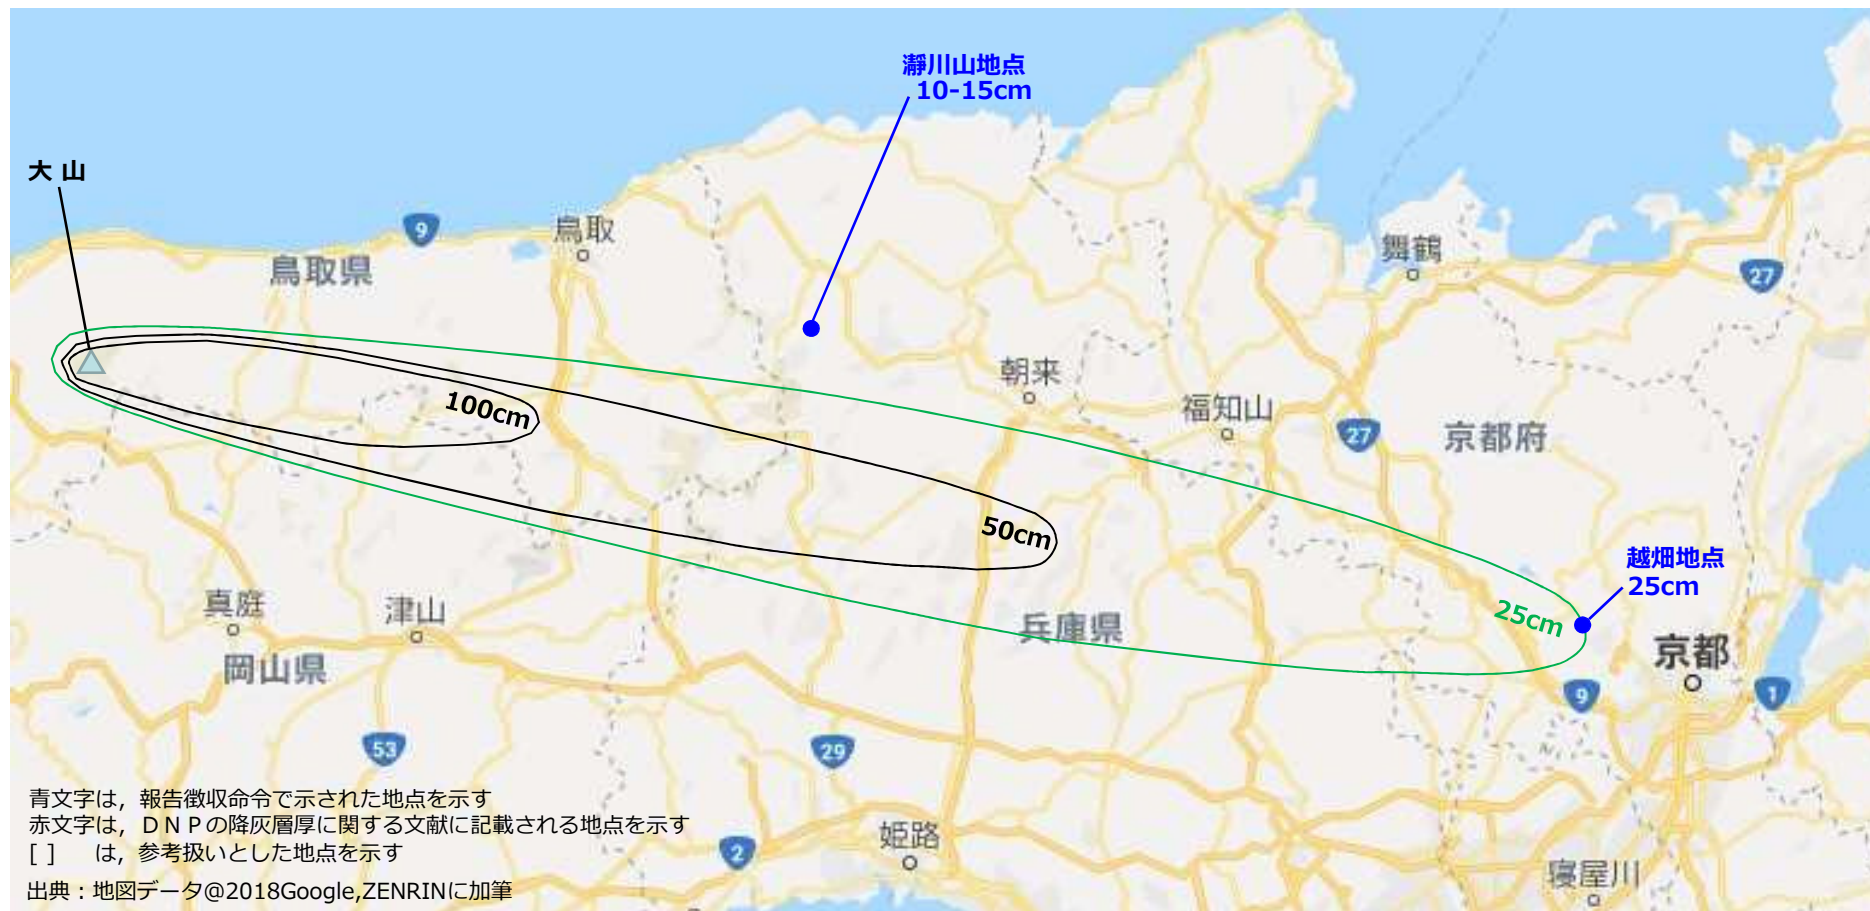 瀞川山地点
10-15cm
大 山
9
鳥取
鳥取県
舞鶴
27
朝来
100cm
福知山
27
京都府
50cm
越畑地点
25cm
25cm
真庭
津山
兵庫県
京都
岡山県
9
1
53
29
青文字は，報告徴収命令で示された地点を示す
赤文字は，ＤＮＰの降灰層厚に関する文献に記載される地点を示す
[ ]　は，参考扱いとした地点を示す
姫路
2
寝屋川
出典：地図データ@2018Google,ZENRINに加筆